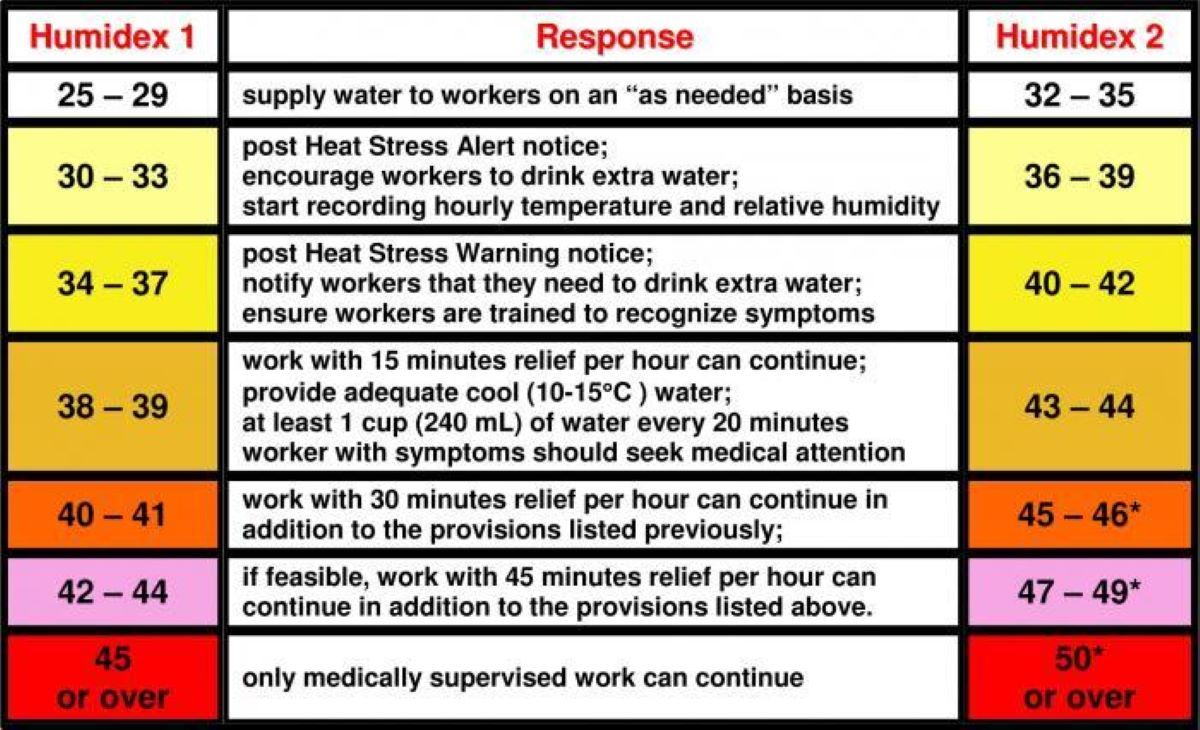 Humidex 1 Response Humidex 2
25 – 29 supply water to workers on an “as needed” basis 32 – 35
30 – 33
post Heat Stress Alert notice;
encourage workers to drink extra water;
start recording hourly temperature and relative humidity
36 – 39
34 – 37
post Heat Stress Warning notice;
notify workers that they need to drink extra water;
ensure workers are trained to recognize symptoms
40 – 42
38 – 39
work with 15 minutes relief per hour can continue;
provide adequate cool (10-15°C ) water;
at least 1 cup (240 mL) of water every 20 minutes
worker with symptoms should seek medical attention
43 – 44
40 – 41
work with 30 minutes relief per hour can continue in
addition to the provisions listed previously;
45 – 46*
42 – 44
if feasible, work with 45 minutes relief per hour can
continue in addition to the provisions listed above.
47 – 49*
45
or over
only medically supervised work can continue
50*
or over